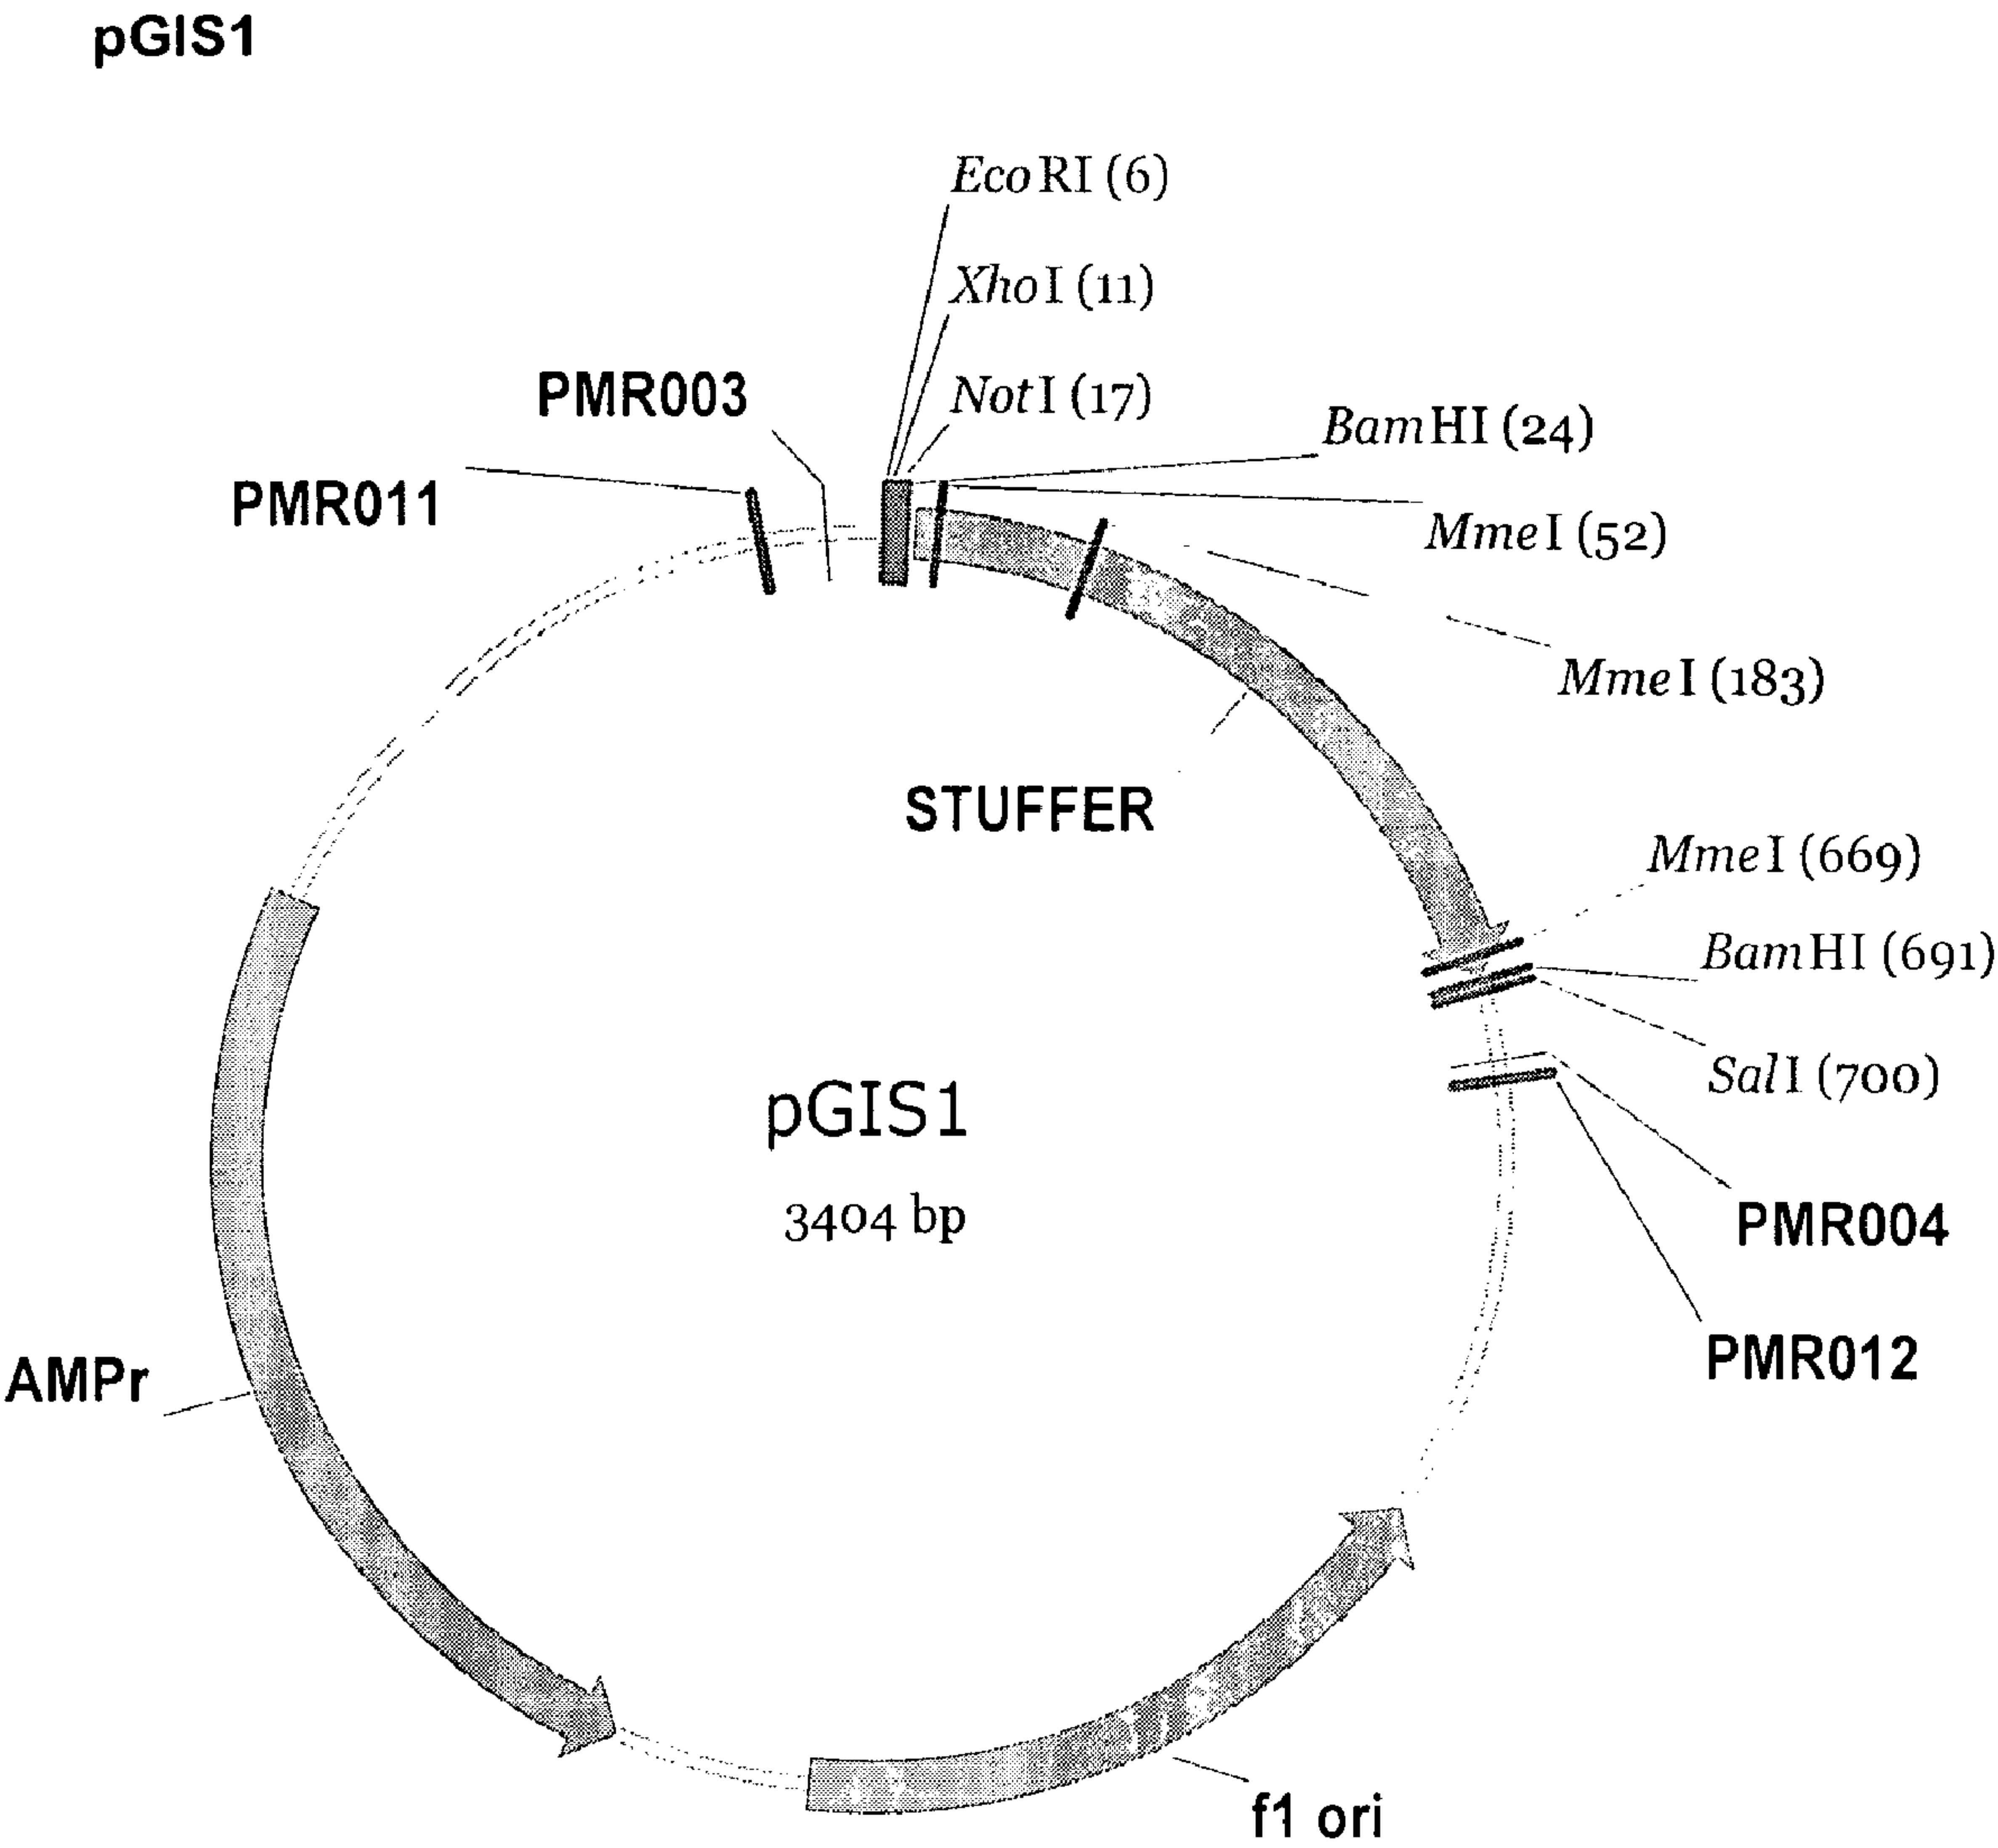 pGIS1
EcoRI (6)
XhoI (11)
NotI (17)
PMR003
BamHI (24)
PMR011
MmeI (52)
MmeI (183)
STUFFER
MmeI (669)
BamHI (691)
SalI (700)
pGIS1
3404 bp
PMR004
PMR012
AMPr
f1 ori